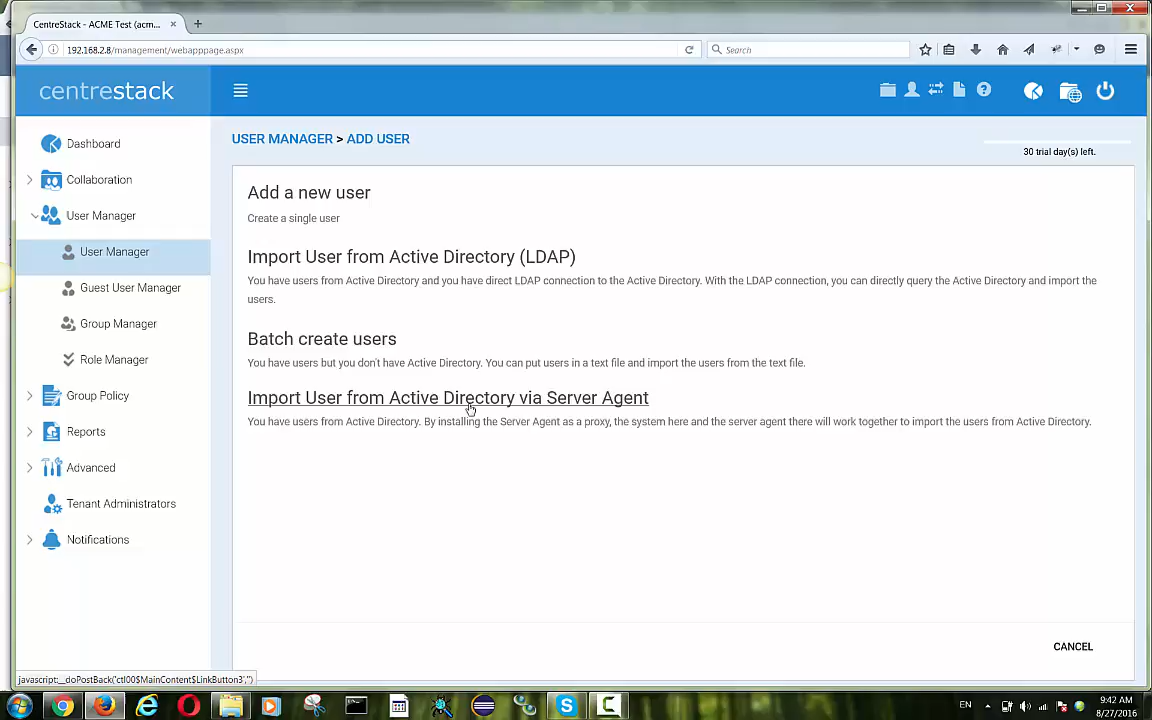 CentreStack - ACME Test (acm...
192.168.2.8/management/webapppage.aspx
Search
centrestack
Dashboard
Collaboration
User Manager
User Manager
Guest User Manager
Group Manager
Role Manager
Group Policy
Reports
Advanced
Tenant Administrators
Notifications
USER MANAGER > ADD USER
30 trial day(s) left.
Add a new user
Create a single user
Import User from Active Directory (LDAP)
You have users from Active Directory and you have direct LDAP connection to the Active Directory. With the LDAP connection, you can directly query the Active Directory and import the
users.
Batch create users
You have users but you don't have Active Directory. You can put users in a text file and import the users from the text file.
Import User from Active Directory via Server Agent
You have users from Active Directory. By installing the Server Agent as a proxy, the system here and the server agent there will work together to import the users from Active Directory.
CANCEL
javascript:__doPostBack('ctl00$MainContent$LinkButton3','')
EN
9:42 AM
8/27/2016